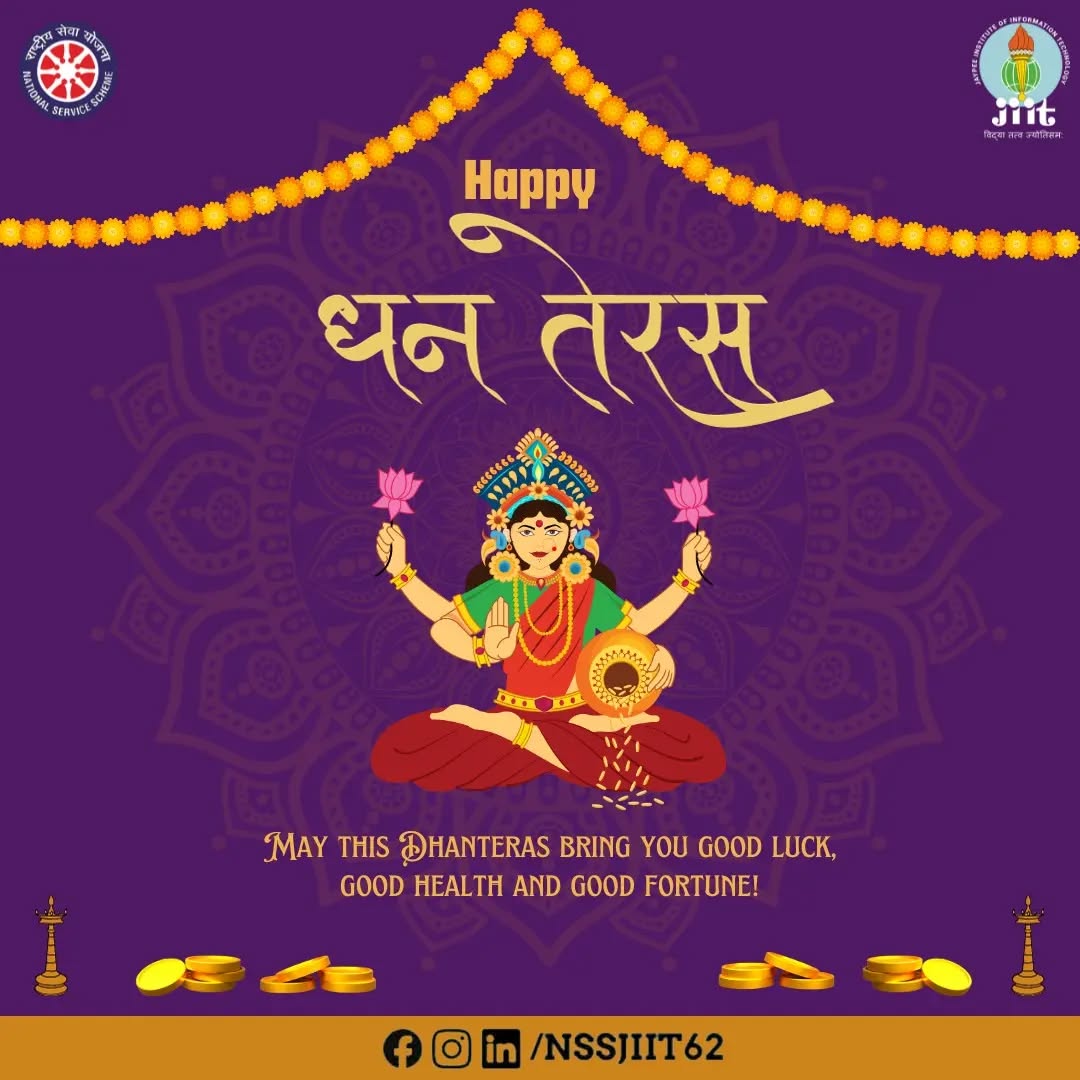 राष्ट्रीय सेवा योजना
NATIONAL SERVICE SCHEME
JAYPEE INSTITUTE OF INFORMATION TECHNOLOGY
jiit
विद्या तत्व ज्योतिसमः
Happy
धन तेरस
May this Dhanteras bring you good luck,
good health and good fortune!
/NSSJIIT62